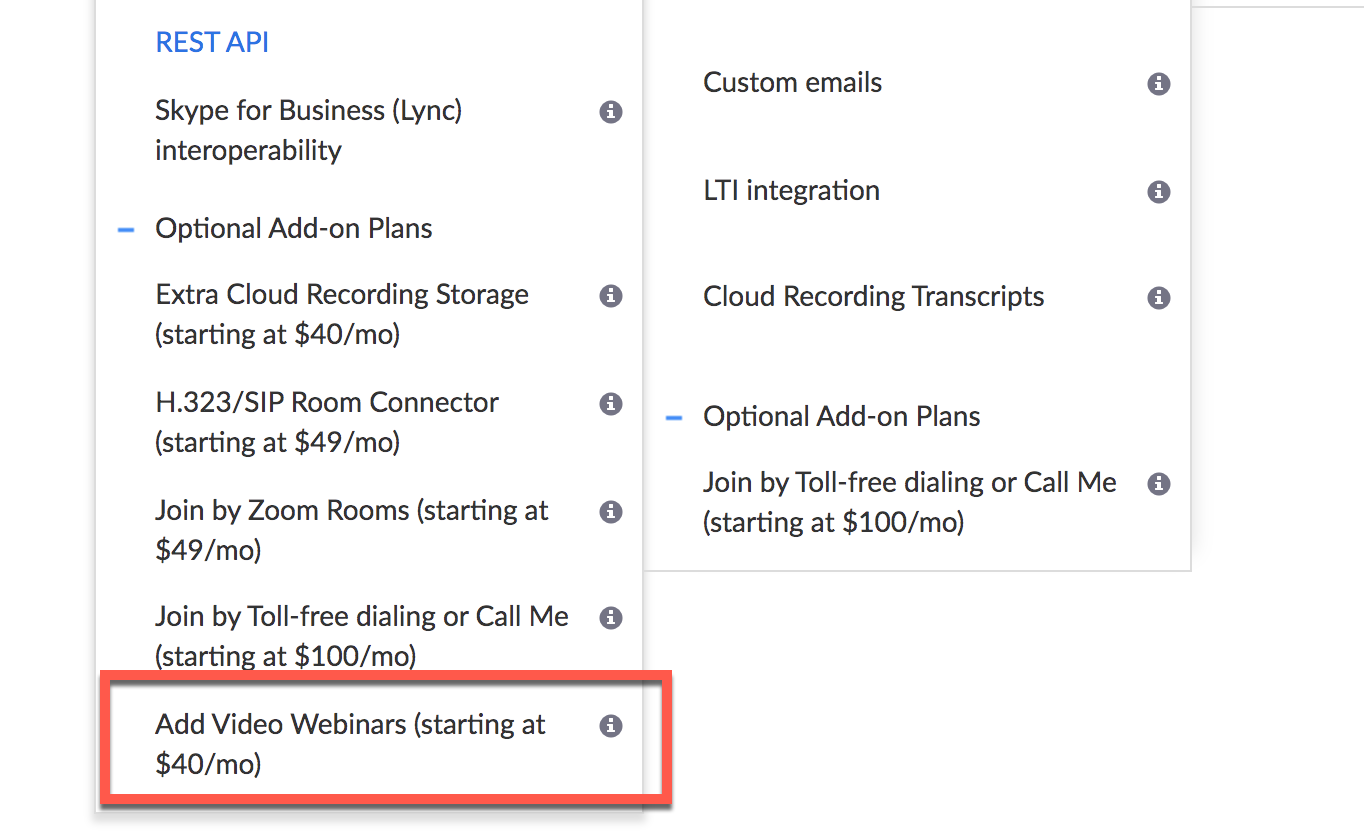 REST API
Skype for Business (Lync)
interoperability
Optional Add-on Plans
Extra Cloud Recording Storage
(starting at $40/mo)
H.323/SIP Room Connector
(starting at $49/mo)
Join by Zoom Rooms (starting at
$49/mo)
Join by Toll-free dialing or Call Me
(starting at $100/mo)
Add Video Webinars (starting at
$40/mo)
Custom emails
LTI integration
Cloud Recording Transcripts
Optional Add-on Plans
Join by Toll-free dialing or Call Me
(starting at $100/mo)